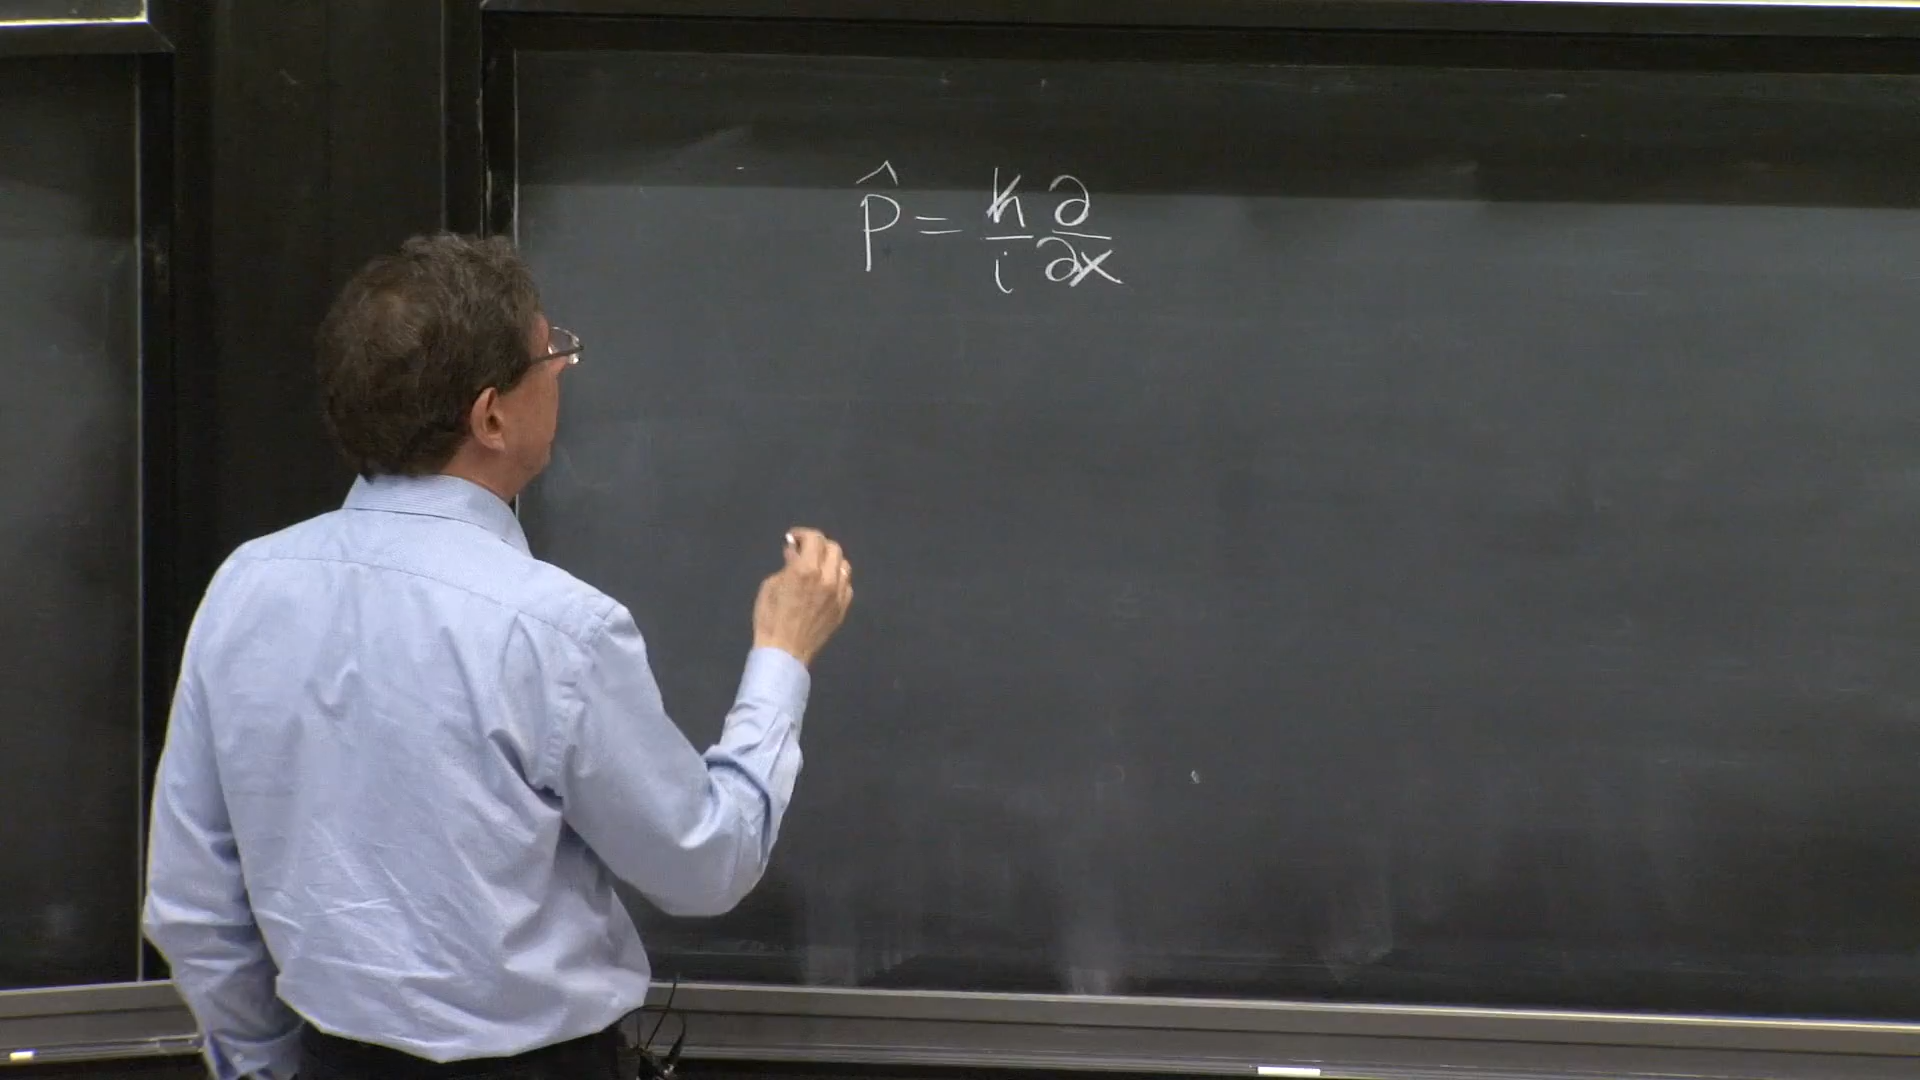 p̂ = ħ/i ∂/∂x